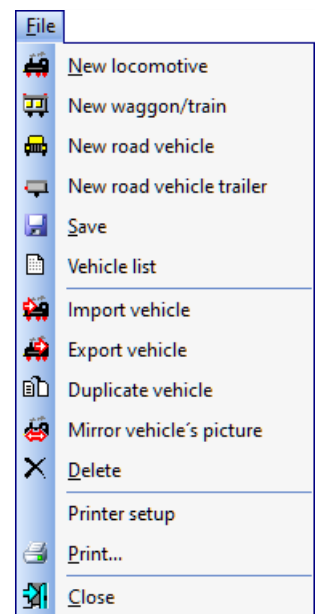 File
New locomotive
New waggon/train
New road vehicle
New road vehicle trailer
Save
Vehicle list
Import vehicle
Export vehicle
Duplicate vehicle
Mirror vehicle´s picture
Delete
Printer setup
Print...
Close